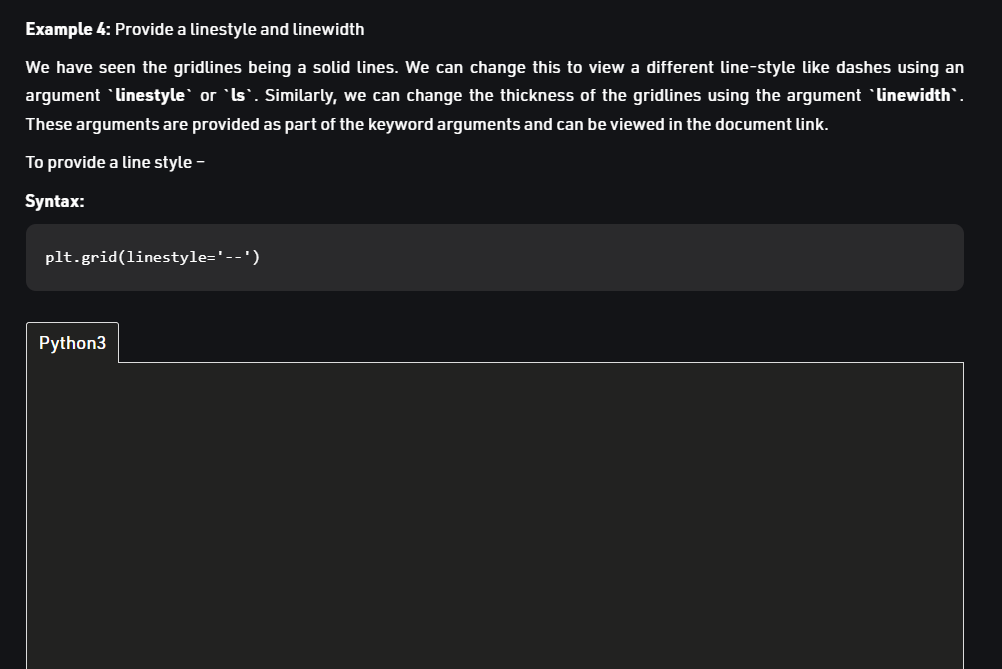 Example 4: Provide a linestyle and linewidth
We have seen the gridlines being a solid lines. We can change this to view a different line-style like dashes using an
argument `linestyle` or `ls`. Similarly, we can change the thickness of the gridlines using the argument `linewidth`.
These arguments are provided as part of the keyword arguments and can be viewed in the document link.
To provide a line style –
Syntax:
plt.grid(linestyle='--')
Python3